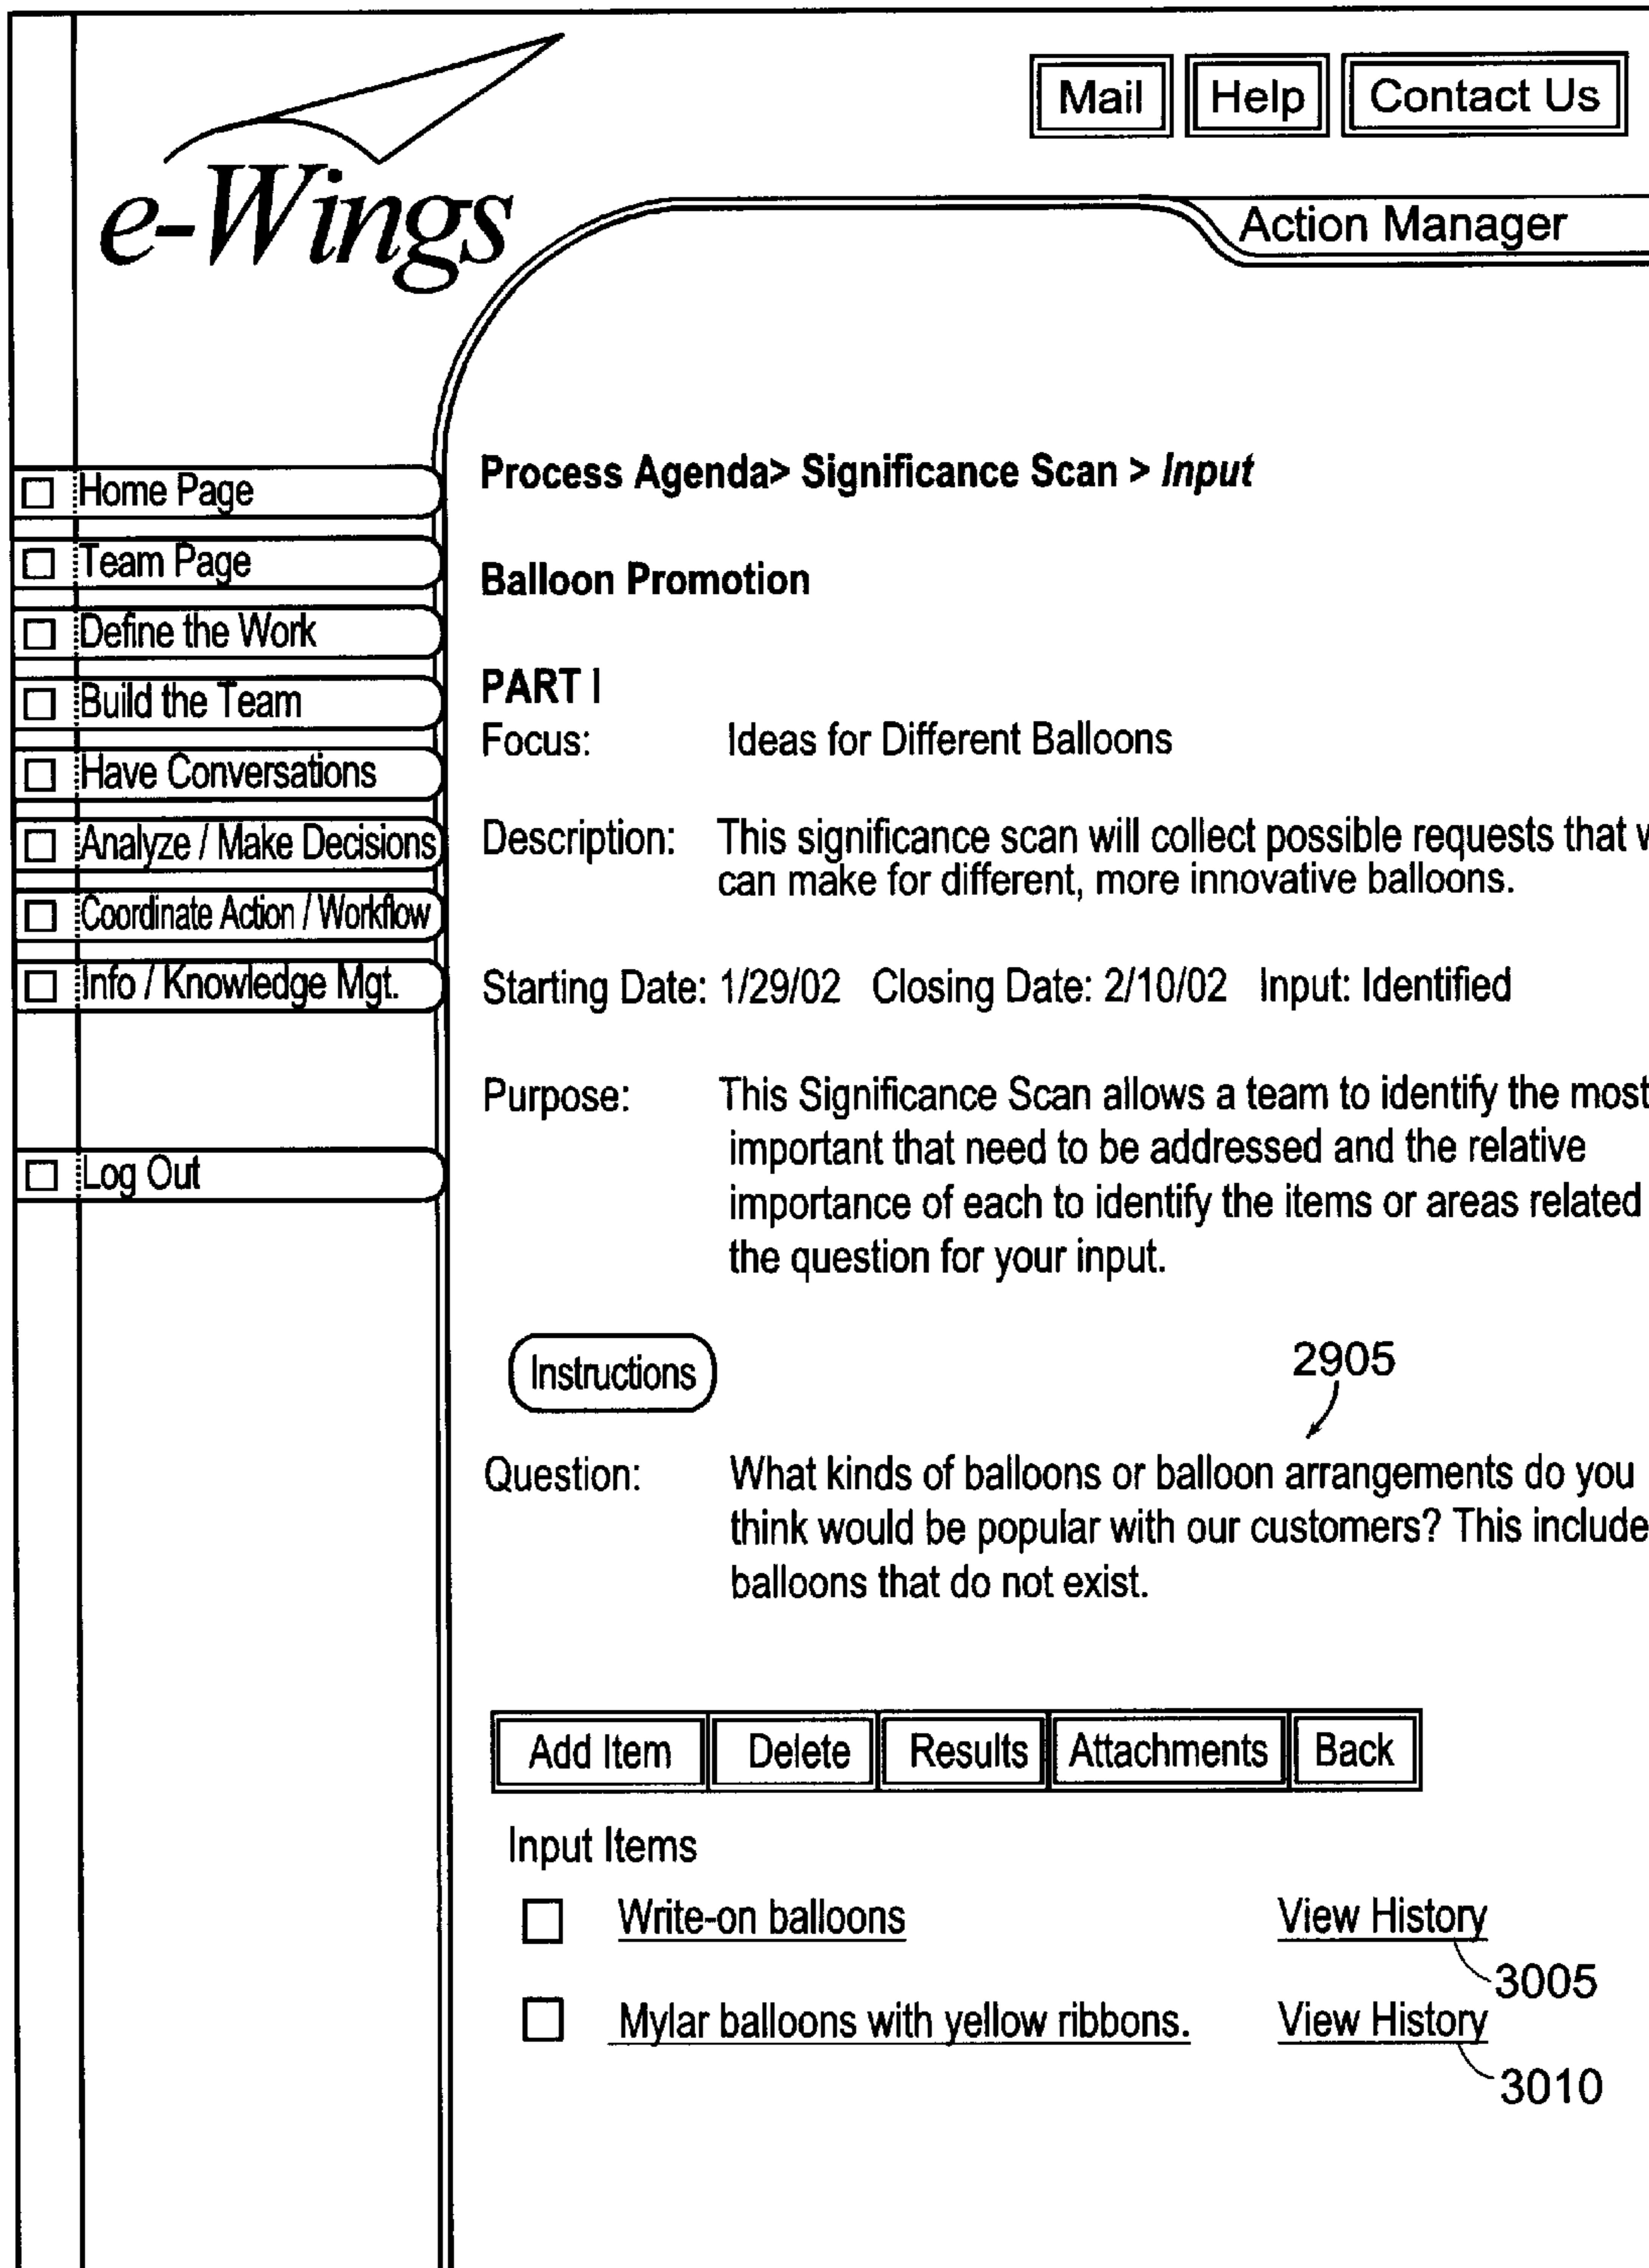 Mail Help Contact Us
e-Wings
Action Manager
Home Page
Team Page
Define the Work
Build the Team
Have Conversations
Analyze / Make Decisions
Coordinate Action / Workflow
Info / Knowledge Mgt.
Log Out
Process Agenda> Significance Scan > Input
Balloon Promotion
PART I
Focus: Ideas for Different Balloons
Description: This significance scan will collect possible requests that
can make for different, more innovative balloons.
Starting Date: 1/29/02 Closing Date: 2/10/02 Input: Identified
Purpose: This Significance Scan allows a team to identify the most
important that need to be addressed and the relative
importance of each to identify the items or areas related
the question for your input.
Instructions
2905
Question: What kinds of balloons or balloon arrangements do you
think would be popular with our customers? This include
balloons that do not exist.
Add Item Delete Results Attachments Back
Input Items
Write-on balloons View History
3005
Mylar balloons with yellow ribbons. View History
3010